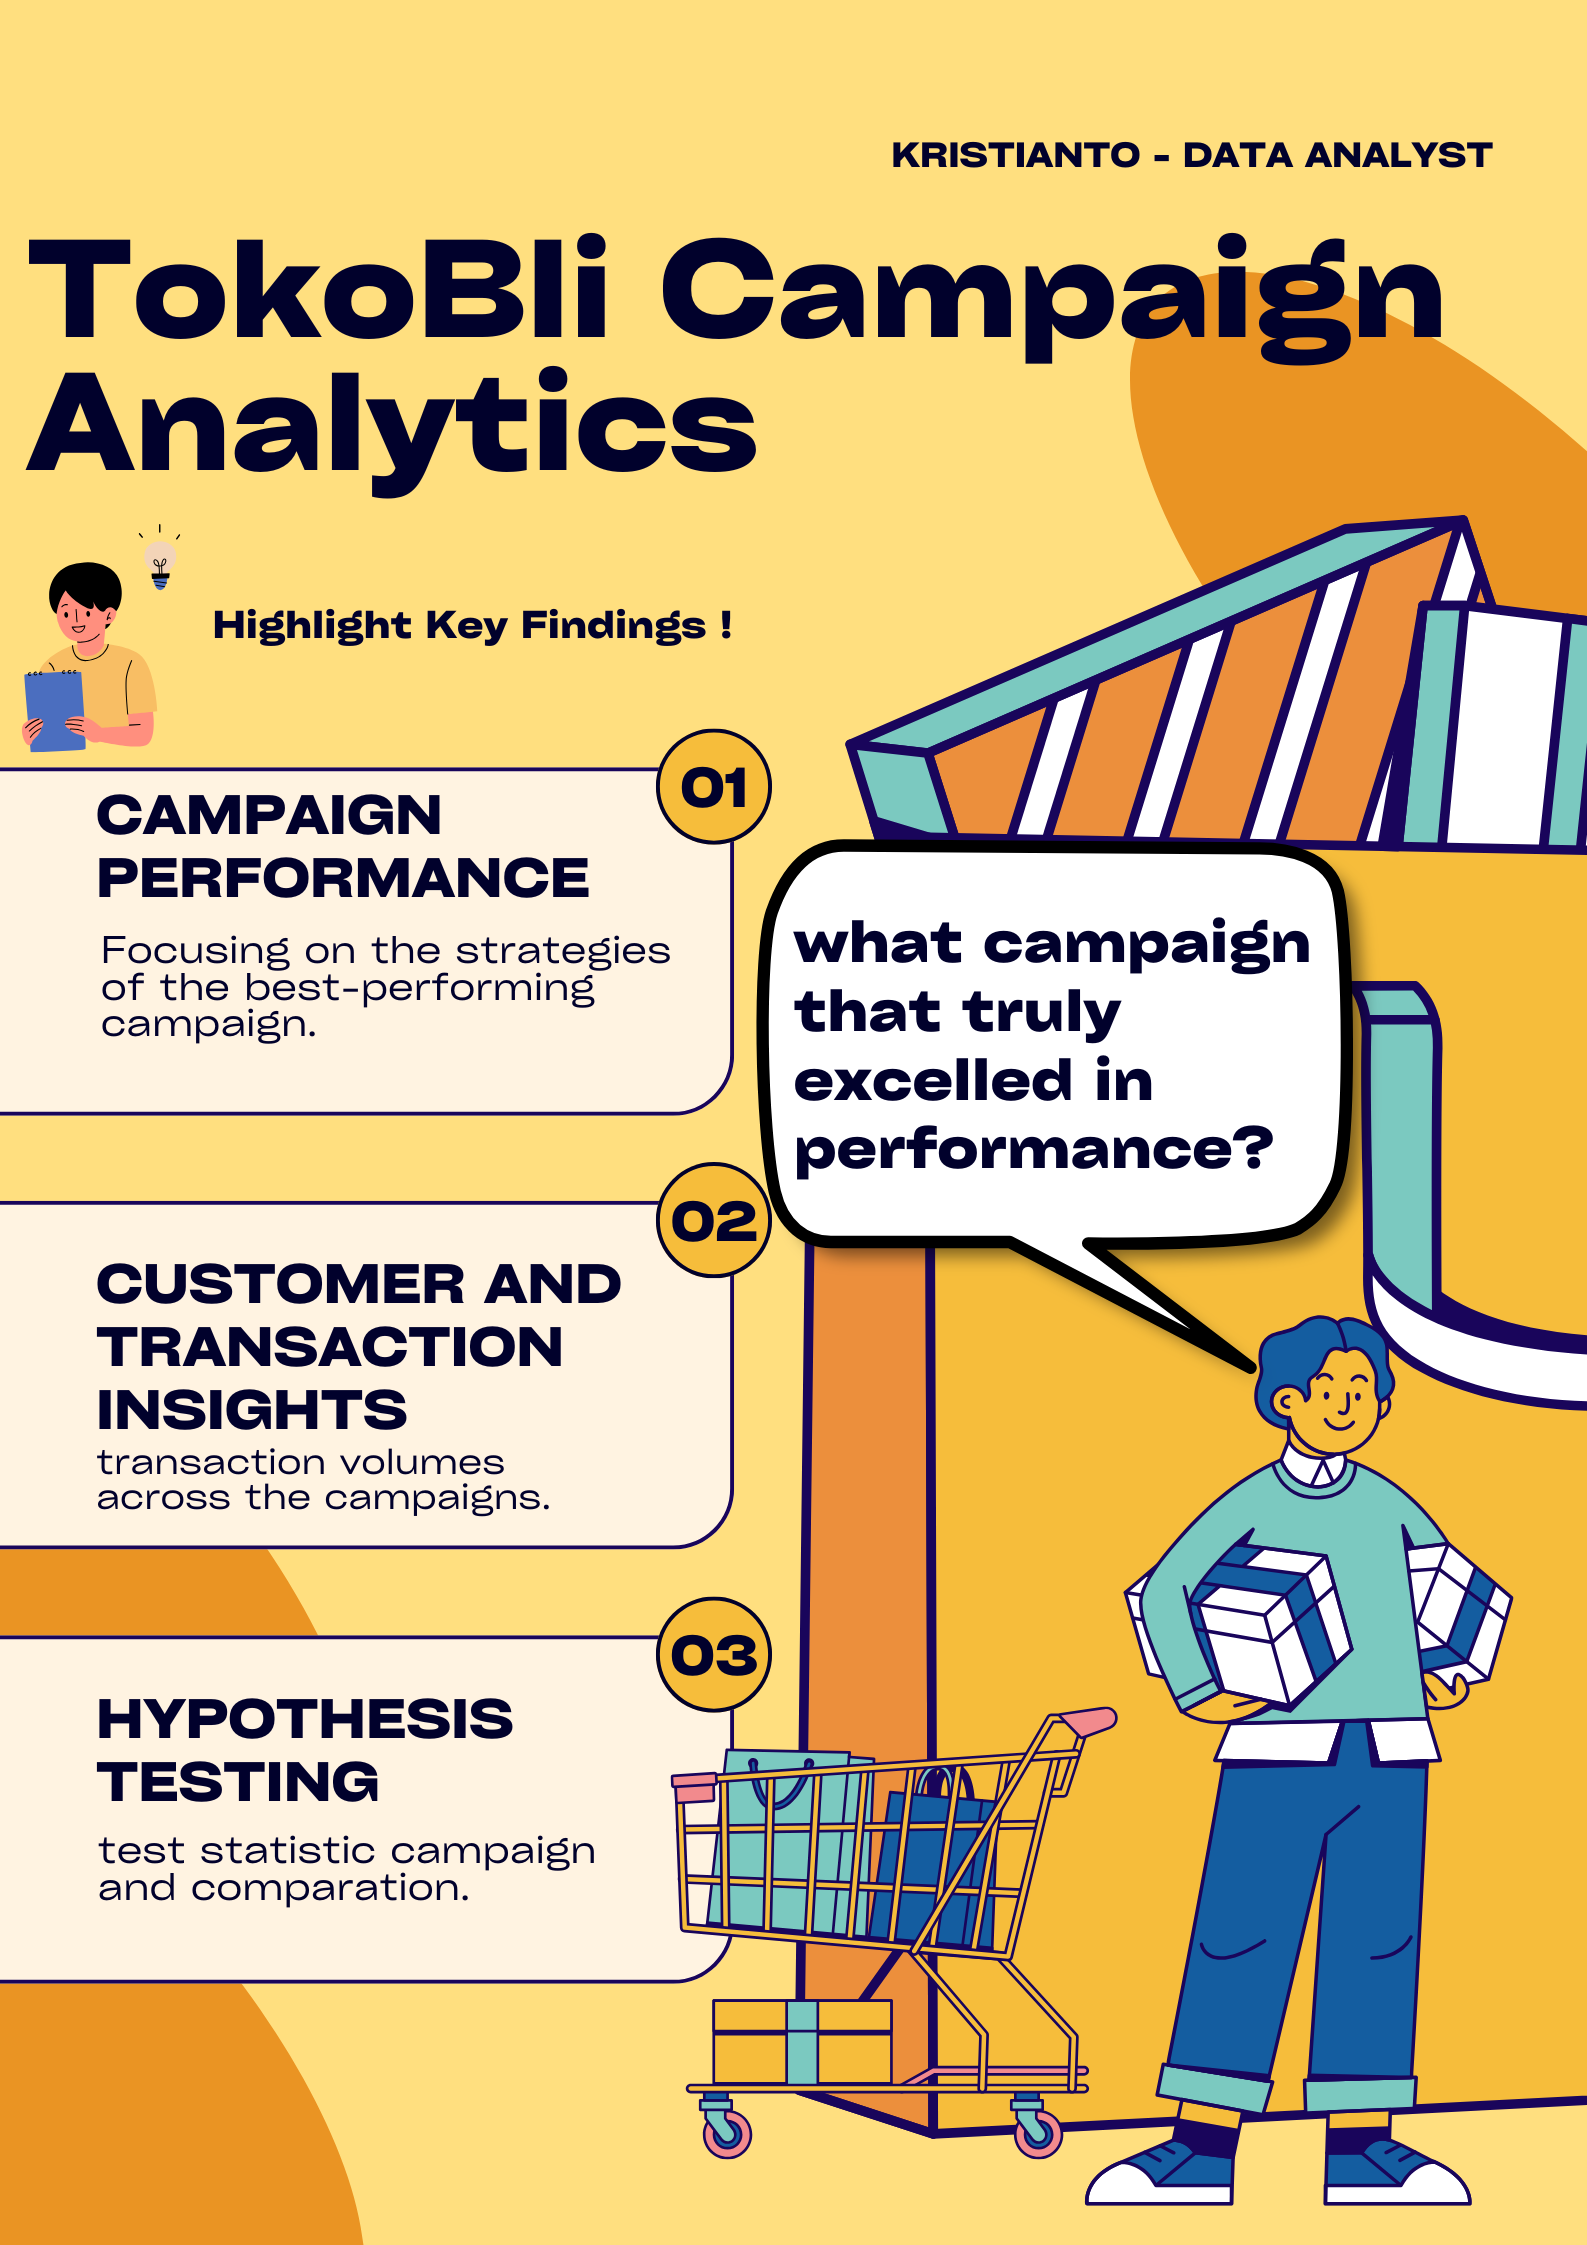 KRISTIANTO - DATA ANALYST
TokoBli Campaign
Analytics
Highlight Key Findings !
01
CAMPAIGN
PERFORMANCE
Focusing on the strategies
of the best-performing
campaign.
what campaign
that truly
excelled in
performance?
02
CUSTOMER AND
TRANSACTION
INSIGHTS
transaction volumes
across the campaigns.
03
HYPOTHESIS
TESTING
test statistic campaign
and comparation.